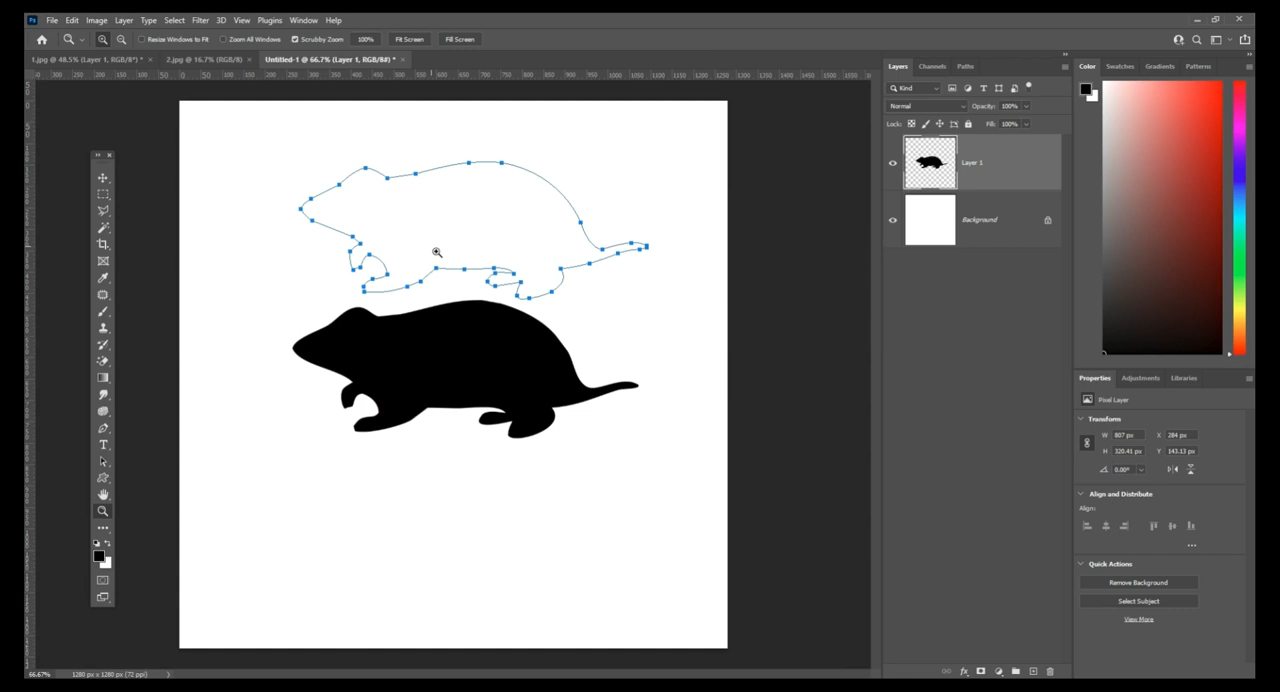 Ps File Edit Image Layer Type Select Filter 3D View Plugins Window Help
Resize Windows to Fit Zoom All Windows Scrubby Zoom 100% Fit Screen Fill Screen
1.jpg @ 48.5% (Layer 1, RGB/8*) * × 2.jpg @ 16.7% (RGB/8) × Untitled-1 @ 66.7% (Layer 1, RGB/8#) * ×
Layers Channels Paths
Kind
Normal Opacity: 100%
Lock: Fill: 100%
Layer 1
Background
Color Swatches Gradients Patterns
Properties Adjustments Libraries
Pixel Layer
Transform
W 807 px X 284 px
H 320.41 px Y 143.13 px
0.00°
Align and Distribute
Align:
Quick Actions
Remove Background
Select Subject
View More
66.67% 1280 px x 1280 px (72 ppi)